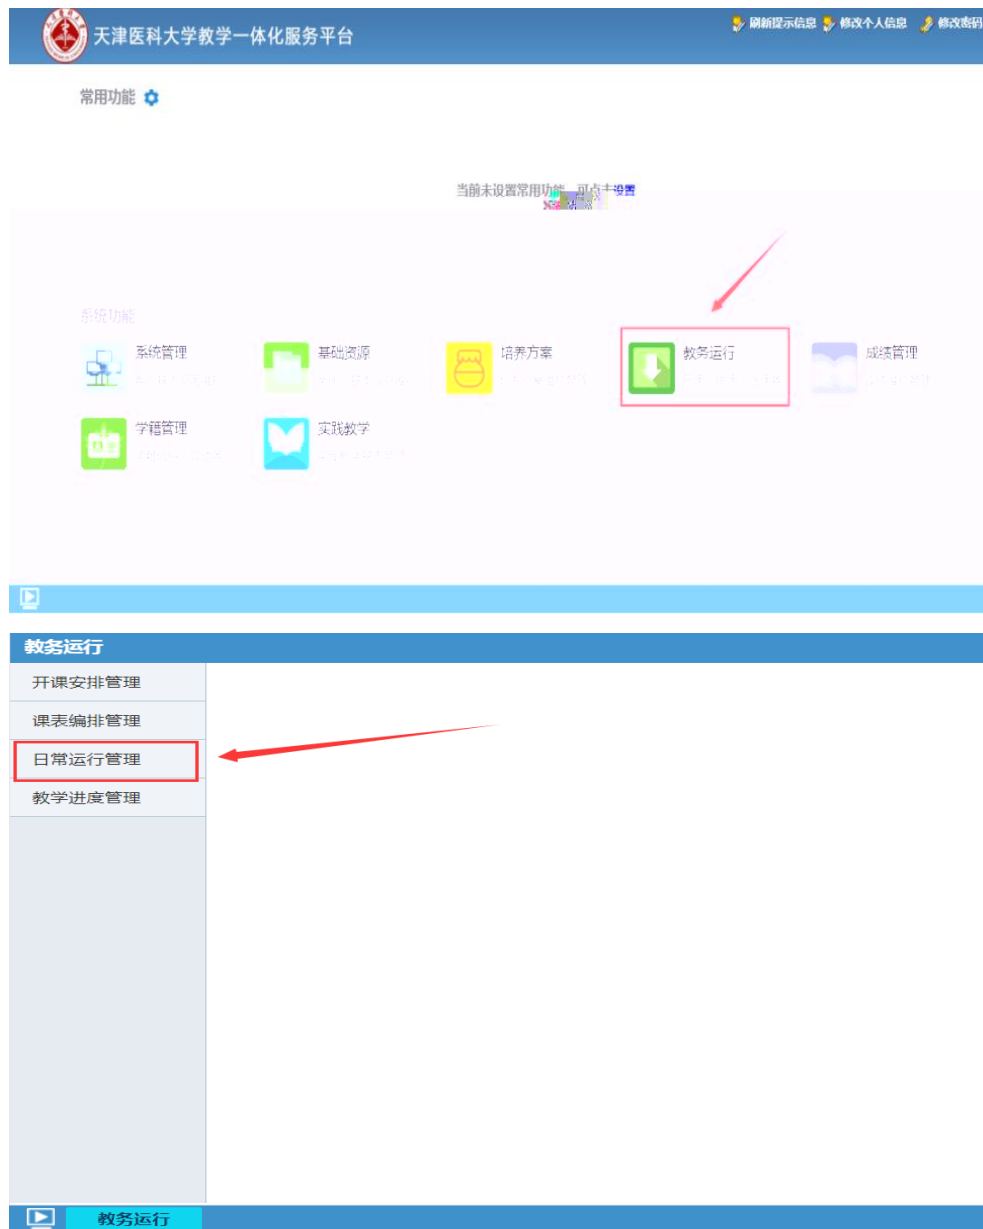 天津医科大学教学一体化服务平台
刷新提示信息 修改个人信息 修改密码
常用功能
当前未设置常用功能 可点击设置
系统功能
系统管理 基础资源 培养方案 教务运行 成绩管理
学籍管理 实践教学
教务运行
开课安排管理
课表编排管理
日常运行管理
教学进度管理
教务运行